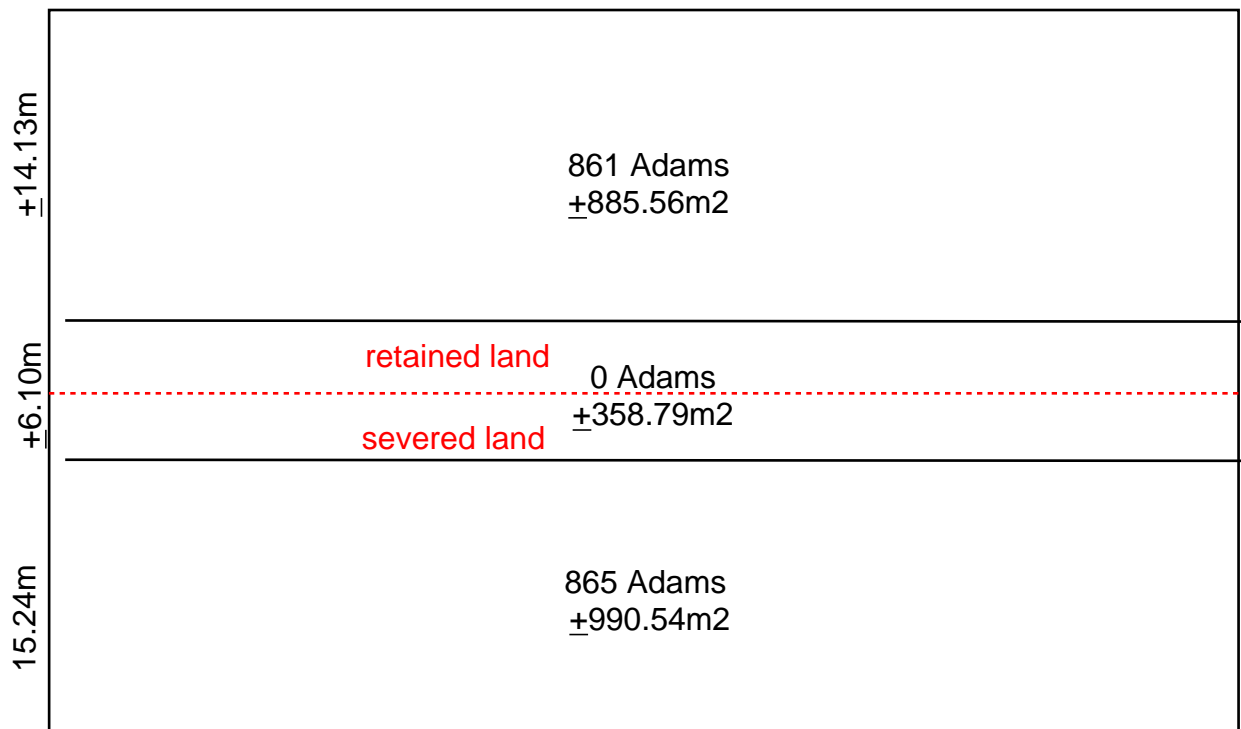 ±14.13m
861 Adams
±885.56m2
±6.10m
retained land
0 Adams
±358.79m2
severed land
15.24m
865 Adams
±990.54m2